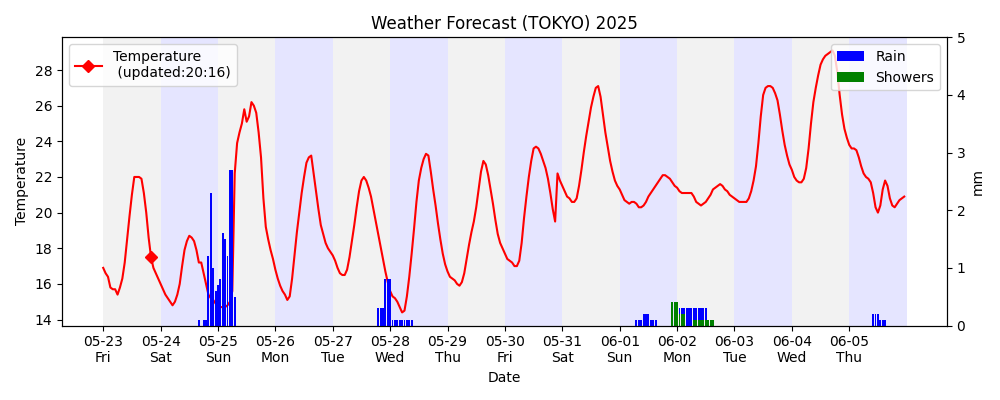 Weather Forecast (TOKYO) 2025
Temperature
(updated:20:16)
Rain
Showers
Temperature
28
26
24
22
20
18
16
14
5
4
3
2
1
0
mm
05-23 05-24 05-25 05-26 05-27 05-28 05-29 05-30 05-31 06-01 06-02 06-03 06-04 06-05
Fri Sat Sun Mon Tue Wed Thu Fri Sat Sun Mon Tue Wed Thu
Date